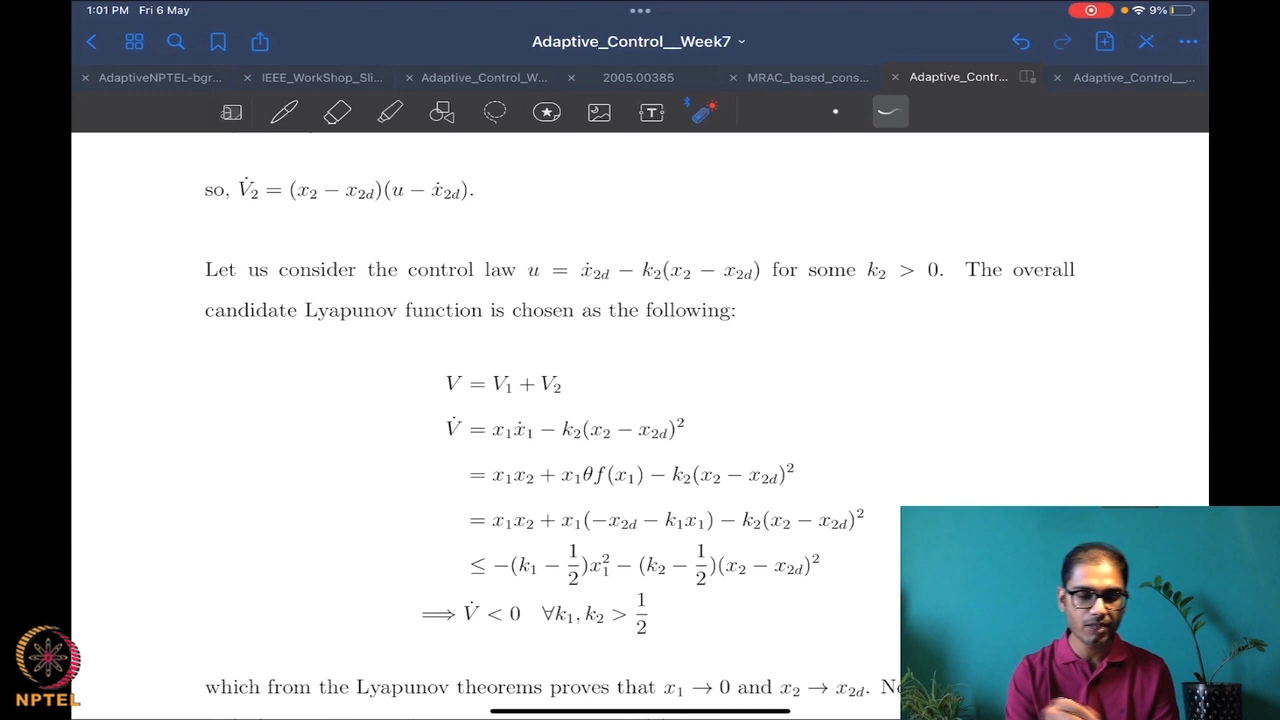 1:01 PM Fri 6 May
9%
Adaptive_Control__Week7
AdaptiveNPTEL-bgr...
IEEE_WorkShop_Sli...
Adaptive_Control_W...
2005.00385
MRAC_based_cons...
Adaptive_Contr...
Adaptive_Control__...
so, V̇₂ = (x₂ − x₂d)(u − ẋ₂d).
Let us consider the control law u = ẋ₂d − k₂(x₂ − x₂d) for some k₂ > 0. The overall
candidate Lyapunov function is chosen as the following:
V = V₁ + V₂
V̇ = x₁ẋ₁ − k₂(x₂ − x₂d)²
= x₁x₂ + x₁θf(x₁) − k₂(x₂ − x₂d)²
= x₁x₂ + x₁(−x₂d − k₁x₁) − k₂(x₂ − x₂d)²
≤ −(k₁ − 1/2)x₁² − (k₂ − 1/2)(x₂ − x₂d)²
⟹ V̇ < 0 ∀k₁, k₂ > 1/2
which from the Lyapunov theorems proves that x₁ → 0 and x₂ → x₂d.
NPTEL